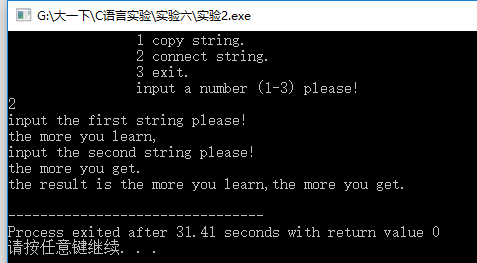 G:\大一下\C语言实验\实验六\实验2.exe
1 copy string.
2 connect string.
3 exit.
input a number (1-3) please!
2
input the first string please!
the more you learn,
input the second string please!
the more you get.
the result is the more you learn,the more you get.
--------------------------------
Process exited after 31.41 seconds with return value 0
请按任意键继续. . .